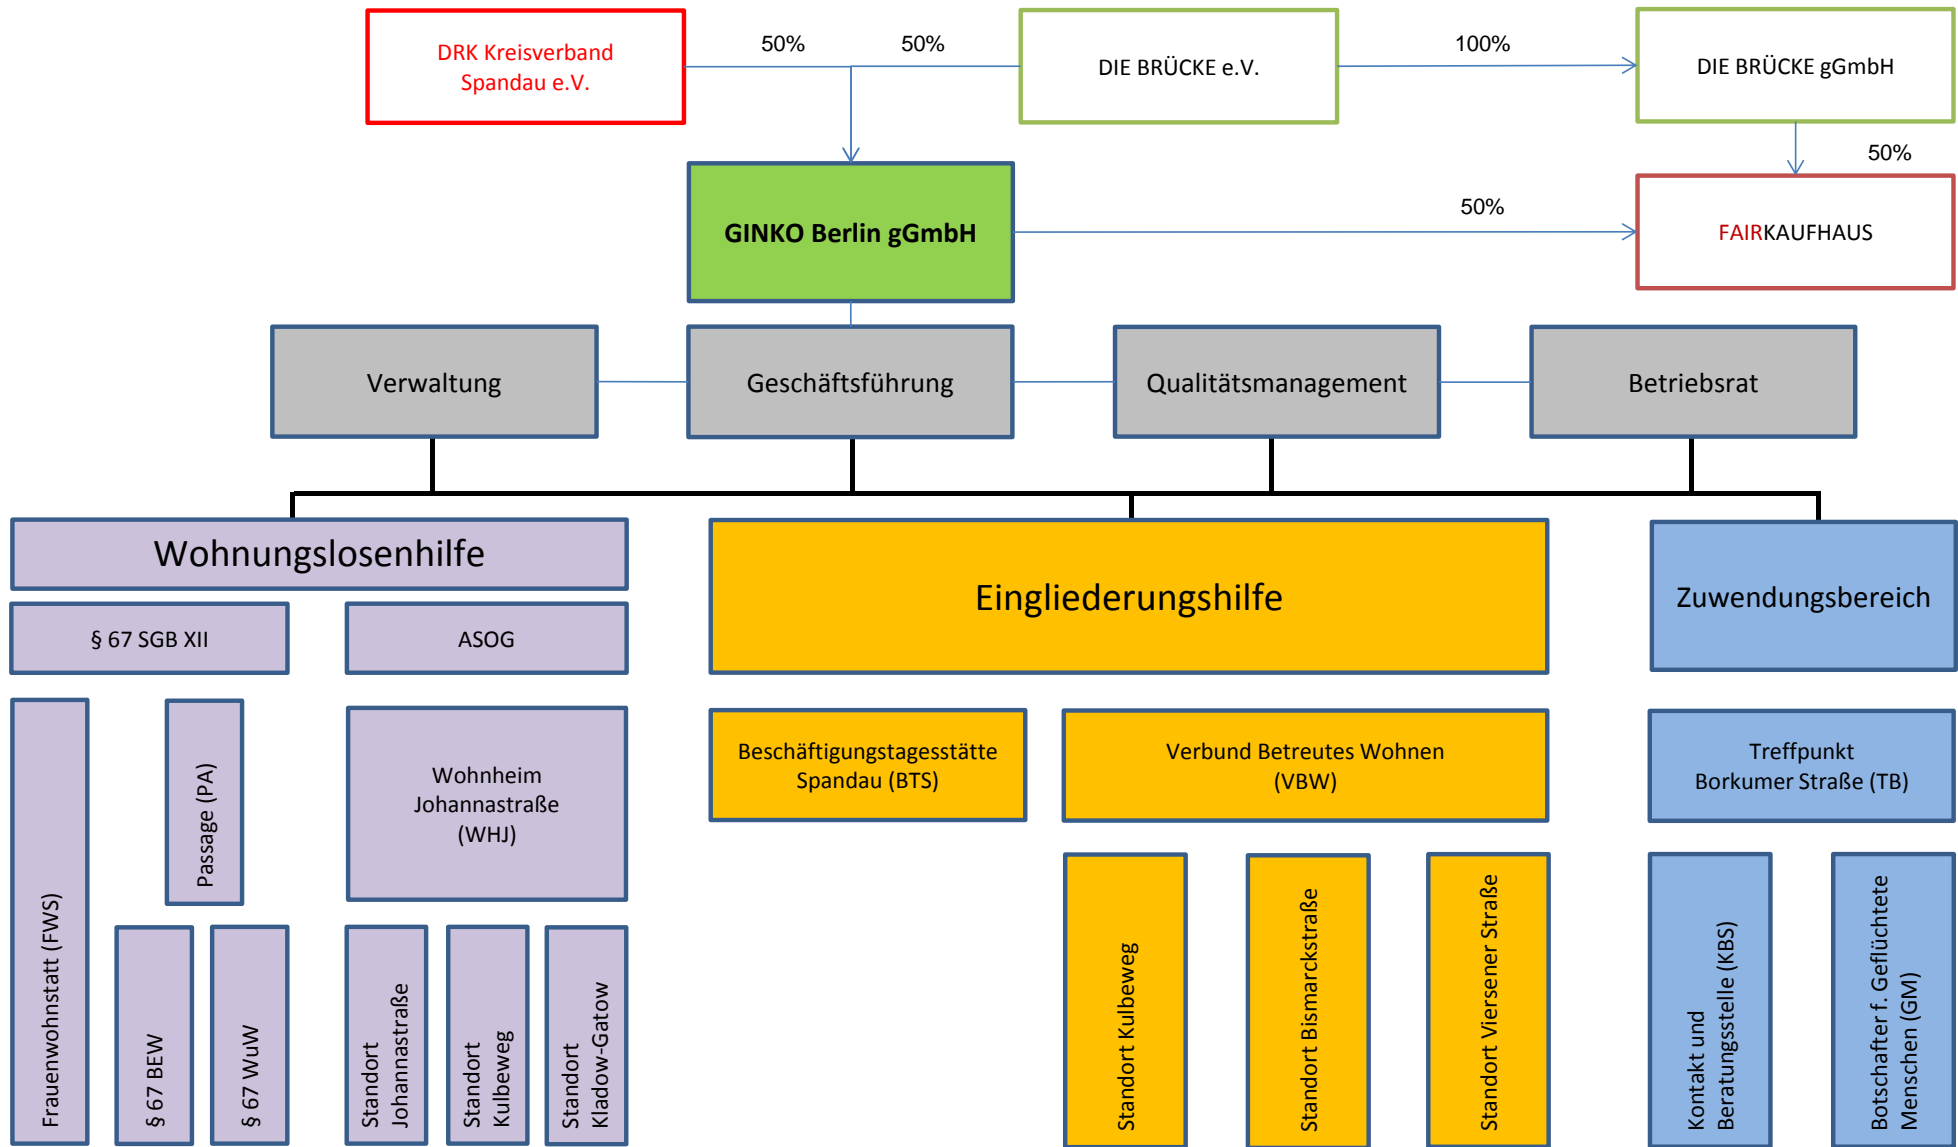 DRK Kreisverband
Spandau e.V.
50%
50%
DIE BRÜCKE e.V.
100%
DIE BRÜCKE gGmbH
50%
GINKO Berlin gGmbH
50%
FAIRKAUFHAUS
Verwaltung
Geschäftsführung
Qualitätsmanagement
Betriebsrat
Wohnungslosenhilfe
Eingliederungshilfe
Zuwendungsbereich
§ 67 SGB XII
ASOG
Frauenwohnstatt (FWS)
Passage (PA)
§ 67 BEW
§ 67 WuW
Wohnheim
Johannastraße
(WHJ)
Standort
Johannastraße
Standort
Kulbeweg
Standort
Kladow-Gatow
Beschäftigungstagesstätte
Spandau (BTS)
Verbund Betreutes Wohnen
(VBW)
Standort Kulbeweg
Standort Bismarckstraße
Standort Viersener Straße
Treffpunkt
Borkumer Straße (TB)
Kontakt und
Beratungsstelle (KBS)
Botschafter f. Geflüchtete
Menschen (GM)